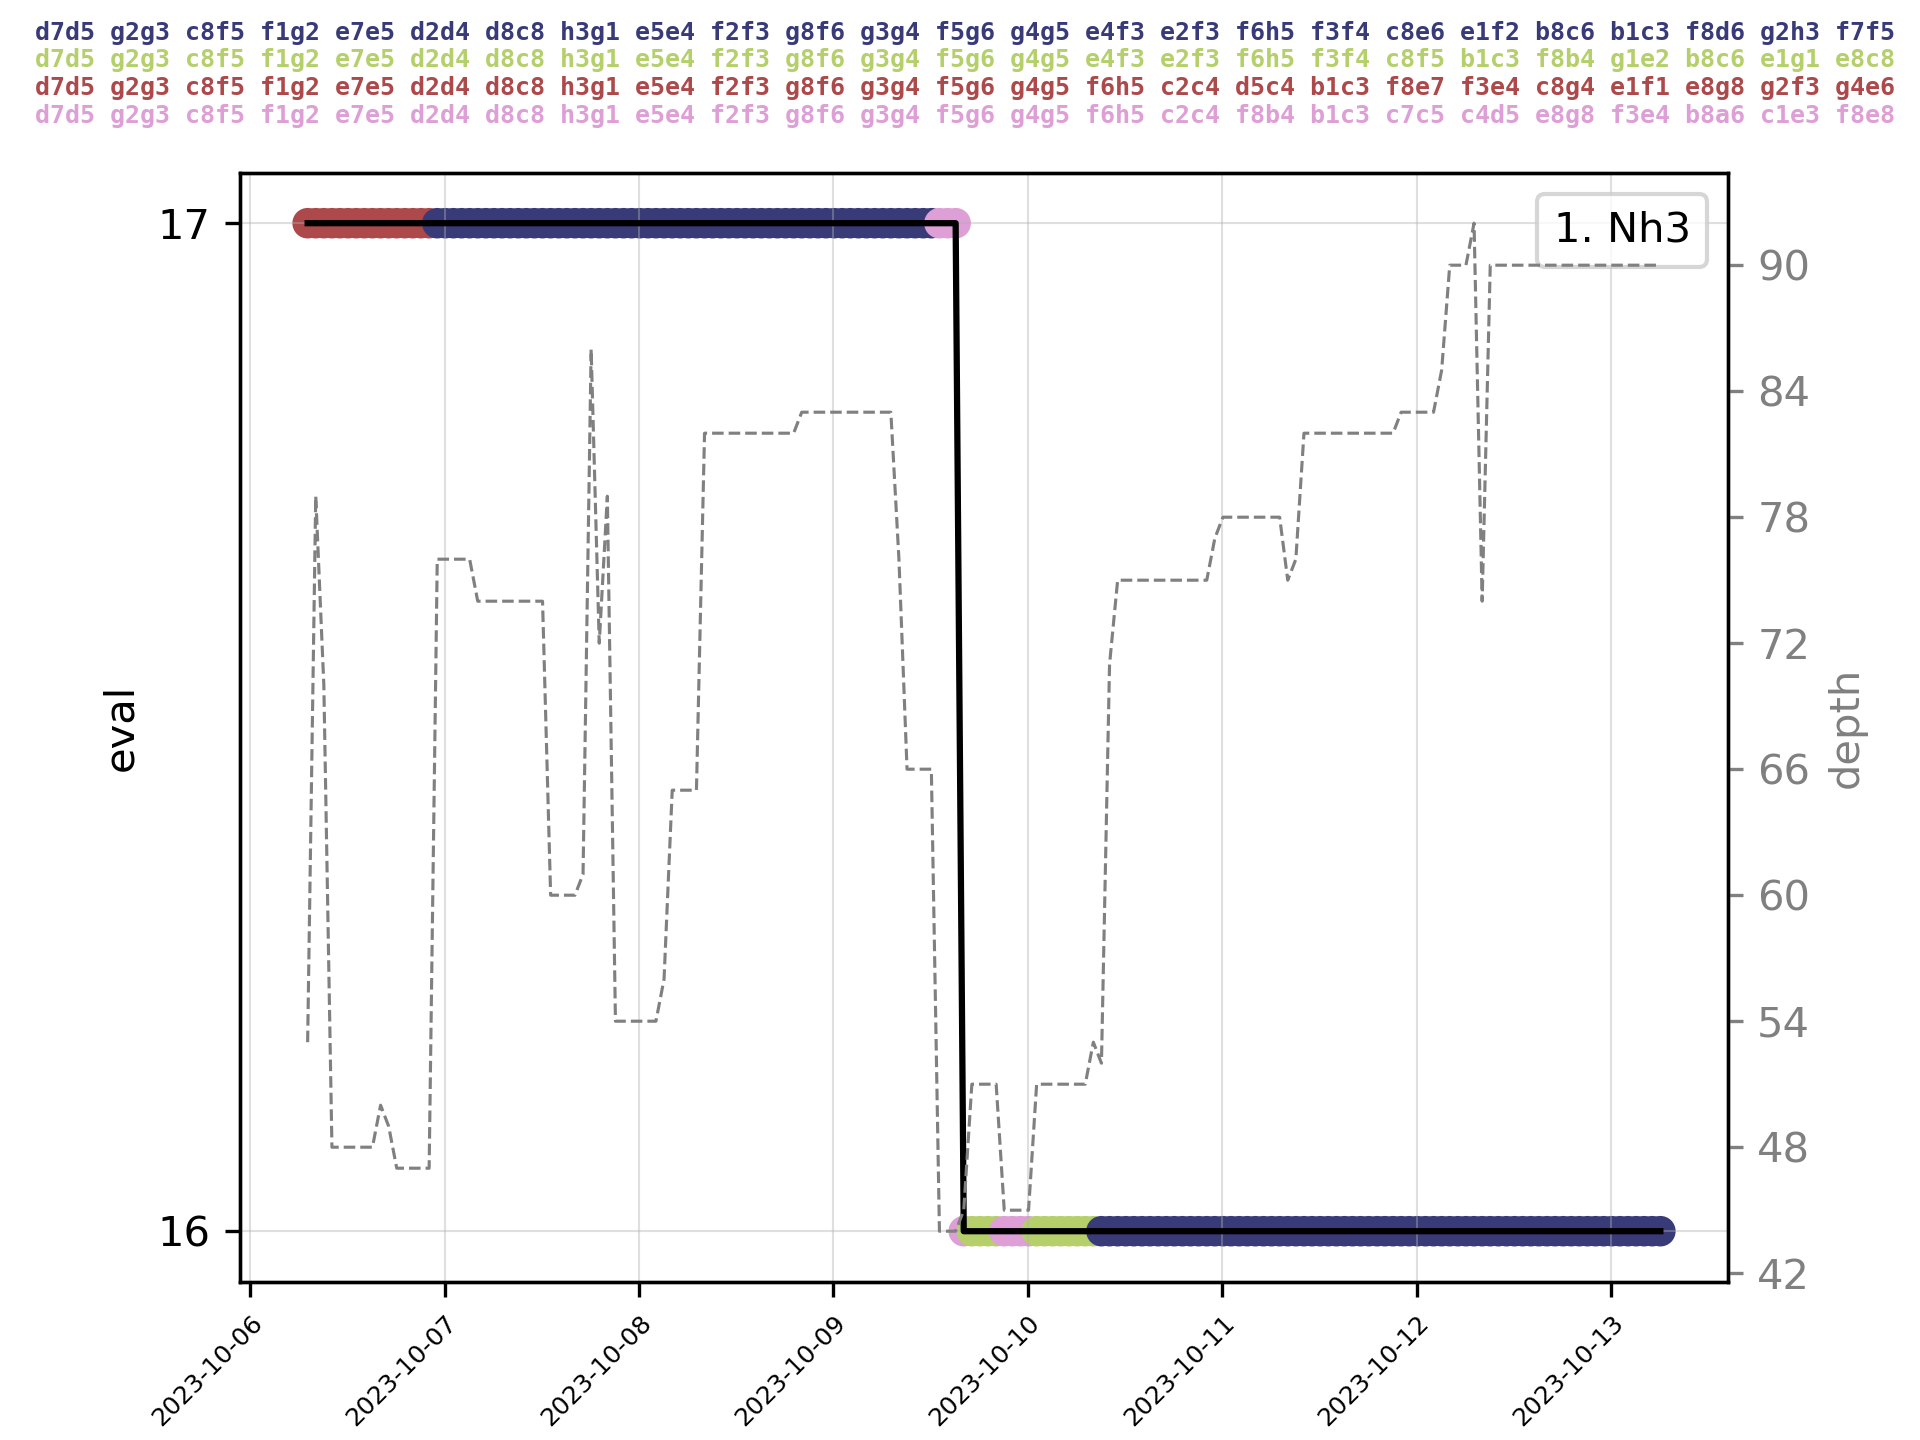 d7d5 g2g3 c8f5 f1g2 e7e5 d2d4 d8c8 h3g1 e5e4 f2f3 g8f6 g3g4 f5g6 g4g5 e4f3 e2f3 f6h5 f3f4 c8e6 e1f2 b8c6 b1c3 f8d6 g2h3 f7f5
d7d5 g2g3 c8f5 f1g2 e7e5 d2d4 d8c8 h3g1 e5e4 f2f3 g8f6 g3g4 f5g6 g4g5 e4f3 e2f3 f6h5 f3f4 c8f5 b1c3 f8b4 g1e2 b8c6 e1g1 e8c8
d7d5 g2g3 c8f5 f1g2 e7e5 d2d4 d8c8 h3g1 e5e4 f2f3 g8f6 g3g4 f5g6 g4g5 f6h5 c2c4 d5c4 b1c3 f8e7 f3e4 c8g4 e1f1 e8g8 g2f3 g4e6
d7d5 g2g3 c8f5 f1g2 e7e5 d2d4 d8c8 h3g1 e5e4 f2f3 g8f6 g3g4 f5g6 g4g5 f6h5 c2c4 f8b4 b1c3 c7c5 c4d5 e8g8 f3e4 b8a6 c1e3 f8e8
1. Nh3
17
16
eval
90
84
78
72
66
60
54
48
42
depth
2023-10-06
2023-10-07
2023-10-08
2023-10-09
2023-10-10
2023-10-11
2023-10-12
2023-10-13